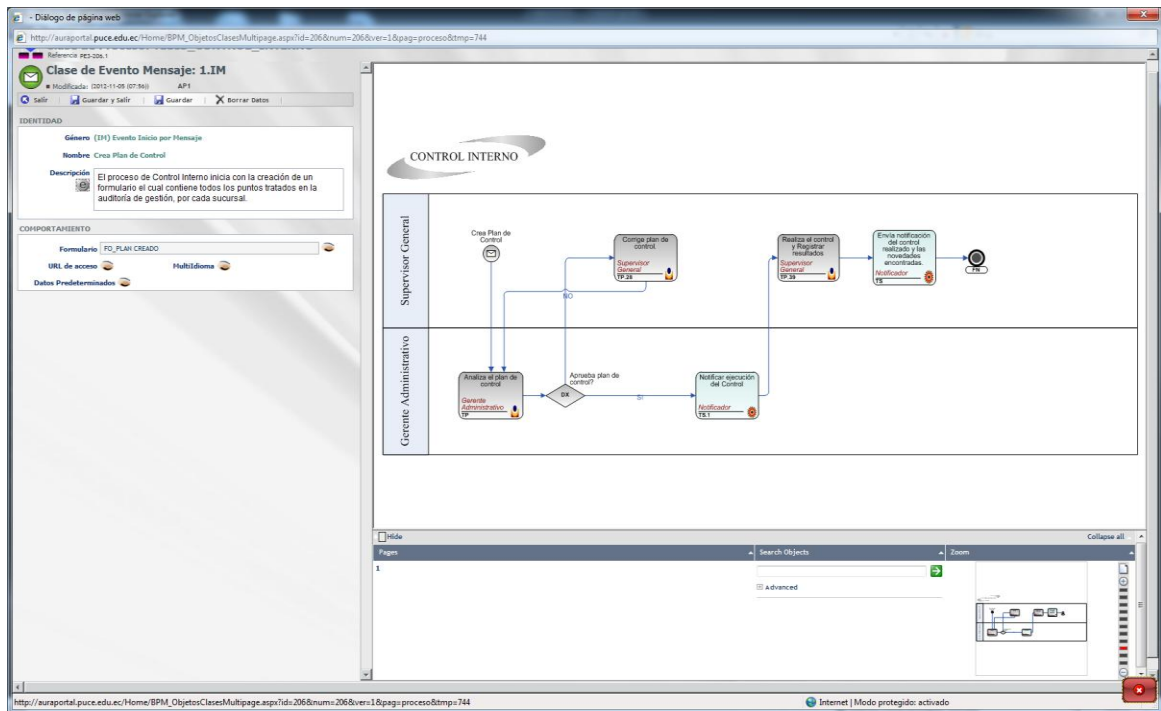 - Diálogo de página web
http://auraportal.puce.edu.ec/Home/BPM_ObjetosClasesMultipage.aspx?id=206&num=206&ver=1&pag=proceso&tmp=744
Referencia PES-206.1
Clase de Evento Mensaje: 1.IM
Modificada: (2012-11-05 (07:56)) AP1
Salir
Guardar y Salir
Guardar
Borrar Datos
IDENTIDAD
Género (IM) Evento Inicio por Mensaje
Nombre Crea Plan de Control
Descripción
El proceso de Control Interno inicia con la creación de un
formulario el cual contiene todos los puntos tratados en la
auditoría de gestión, por cada sucursal.
COMPORTAMIENTO
Formulario FO_PLAN CREADO
URL de acceso
MultiIdioma
Datos Predeterminados
CONTROL INTERNO
Supervisor General
Crea Plan de
Control
Corrige plan de
control.
Supervisor
General
TP.28
NO
Realiza el control
y Registrar
resultados
Supervisor
General
TP.39
Envía notificación
del control
realizado y las
novedades
encontradas.
Notificador
TS
FN
Gerente Administrativo
Analiza el plan de
control
Gerente
Administrativo
TP
Aprueba plan de
control?
DX
Si
Notificar ejecución
del Control
Notificador
TS.1
Hide
Collapse all
Pages
Search Objects
Zoom
1
Advanced
http://auraportal.puce.edu.ec/Home/BPM_ObjetosClasesMultipage.aspx?id=206&num=206&ver=1&pag=proceso&tmp=744
Internet | Modo protegido: activado